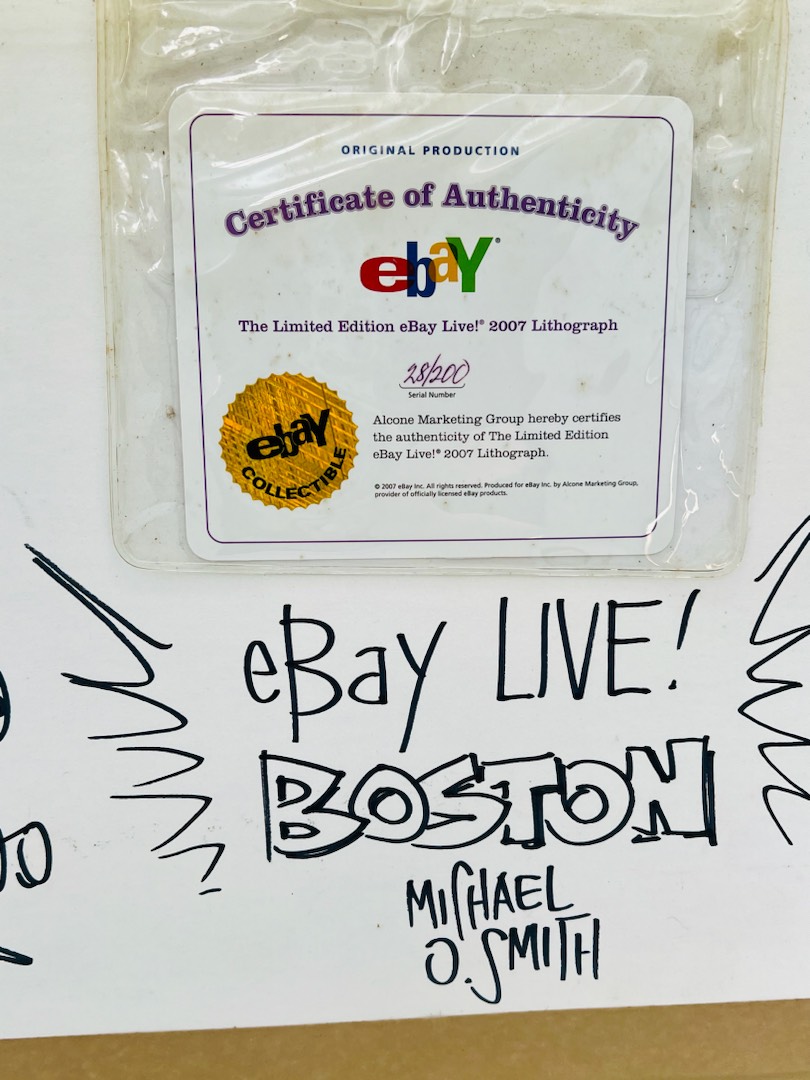 ORIGINAL PRODUCTION
Certificate of Authenticity
ebaY®
The Limited Edition eBay Live!® 2007 Lithograph
28/200
Serial Number
Alcone Marketing Group hereby certifies
the authenticity of The Limited Edition
eBay Live!® 2007 Lithograph.
ebaY
COLLECTIBLE
© 2007 eBay Inc. All rights reserved. Produced for eBay Inc. by Alcone Marketing Group,
provider of officially licensed eBay products.
eBay LIVE!
BOSTON
MICHAEL
O. SMITH